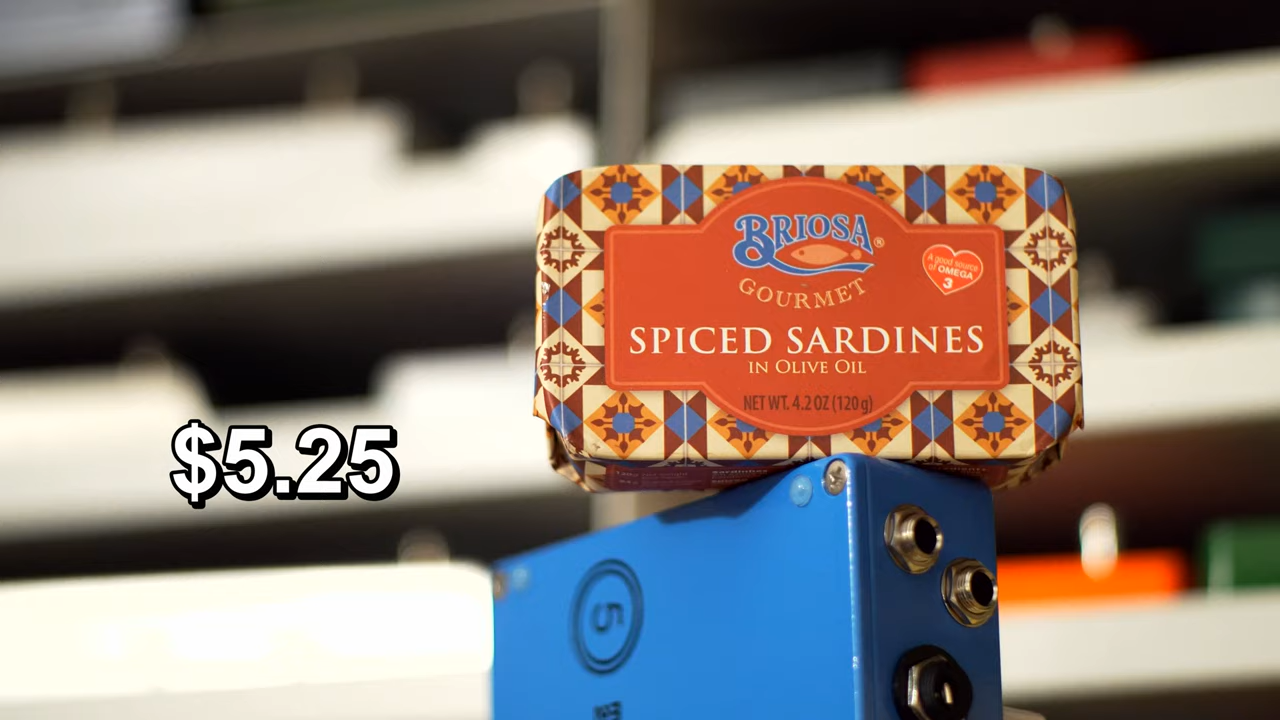 BRIOSA®
GOURMET
A good source
of OMEGA
3
SPICED SARDINES
IN OLIVE OIL
NET WT. 4.2 OZ (120 g)
$5.25
5